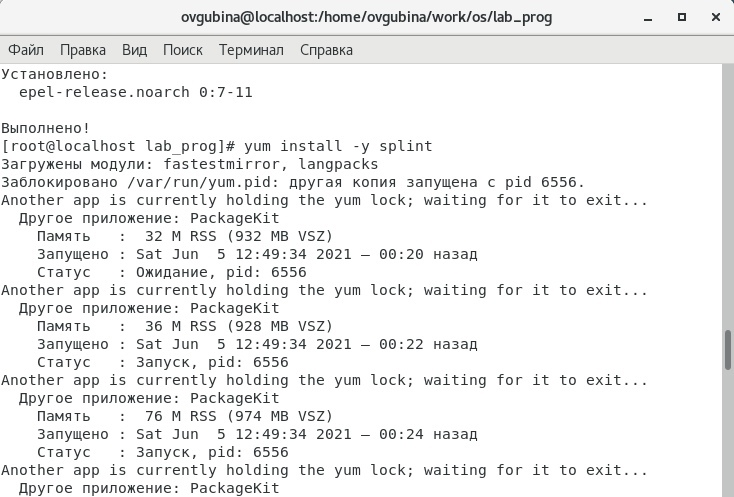 ovgubina@localhost:/home/ovgubina/work/os/lab_prog
Файл Правка Вид Поиск Терминал Справка
Установлено:
  epel-release.noarch 0:7-11

Выполнено!
[root@localhost lab_prog]# yum install -y splint
Загружены модули: fastestmirror, langpacks
Заблокировано /var/run/yum.pid: другая копия запущена с pid 6556.
Another app is currently holding the yum lock; waiting for it to exit...
  Другое приложение: PackageKit
    Память   :  32 M RSS (932 MB VSZ)
    Запущено : Sat Jun  5 12:49:34 2021 — 00:20 назад
    Статус   : Ожидание, pid: 6556
Another app is currently holding the yum lock; waiting for it to exit...
  Другое приложение: PackageKit
    Память   :  36 M RSS (928 MB VSZ)
    Запущено : Sat Jun  5 12:49:34 2021 — 00:22 назад
    Статус   : Запуск, pid: 6556
Another app is currently holding the yum lock; waiting for it to exit...
  Другое приложение: PackageKit
    Память   :  76 M RSS (974 MB VSZ)
    Запущено : Sat Jun  5 12:49:34 2021 — 00:24 назад
    Статус   : Запуск, pid: 6556
Another app is currently holding the yum lock; waiting for it to exit...
  Другое приложение: PackageKit